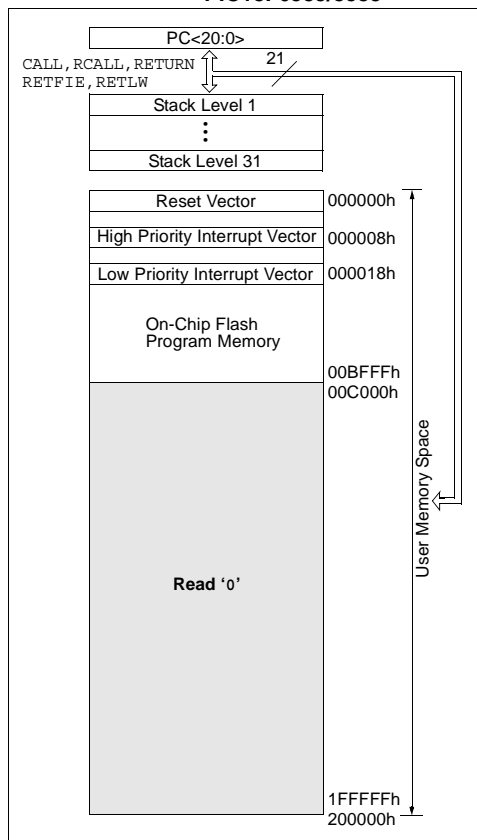 PC<20:0>
CALL,RCALL,RETURN
RETFIE,RETLW
21
Stack Level 1
Stack Level 31
Reset Vector
000000h
High Priority Interrupt Vector
000008h
Low Priority Interrupt Vector
000018h
On-Chip Flash
Program Memory
00BFFFh
00C000h
User Memory Space
Read '0'
1FFFFFh
200000h